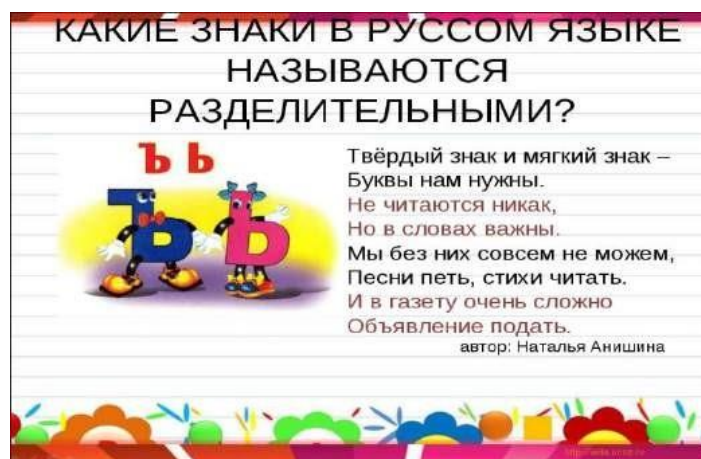 КАКИЕ ЗНАКИ В РУССОМ ЯЗЫКЕ
НАЗЫВАЮТСЯ
РАЗДЕЛИТЕЛЬНЫМИ?
Ъ Ь
Ъ Ь
Твёрдый знак и мягкий знак –
Буквы нам нужны.
Не читаются никак,
Но в словах важны.
Мы без них совсем не можем,
Песни петь, стихи читать.
И в газету очень сложно
Объявление подать.
автор: Наталья Анишина